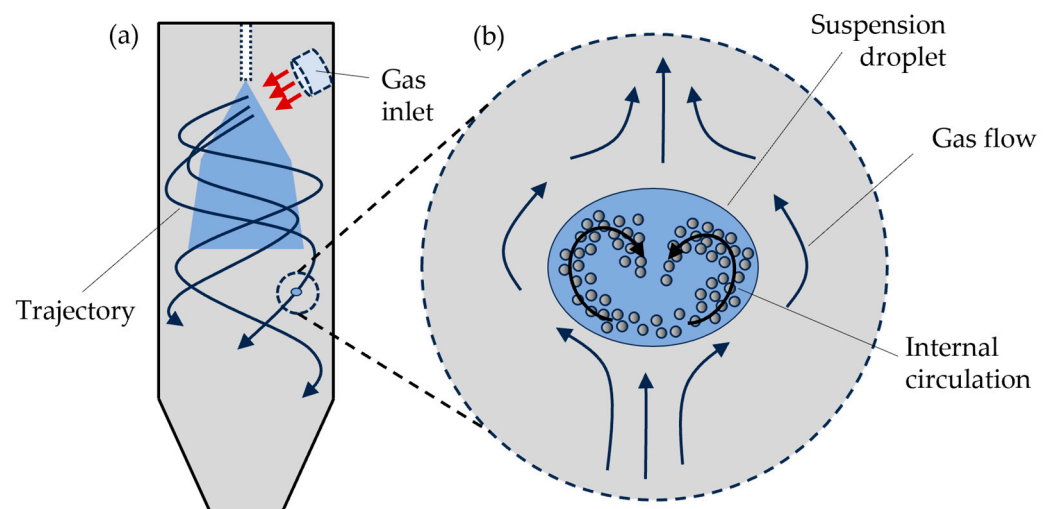 (a)
Gas
inlet
Trajectory
(b)
Suspension
droplet
Gas flow
Internal
circulation